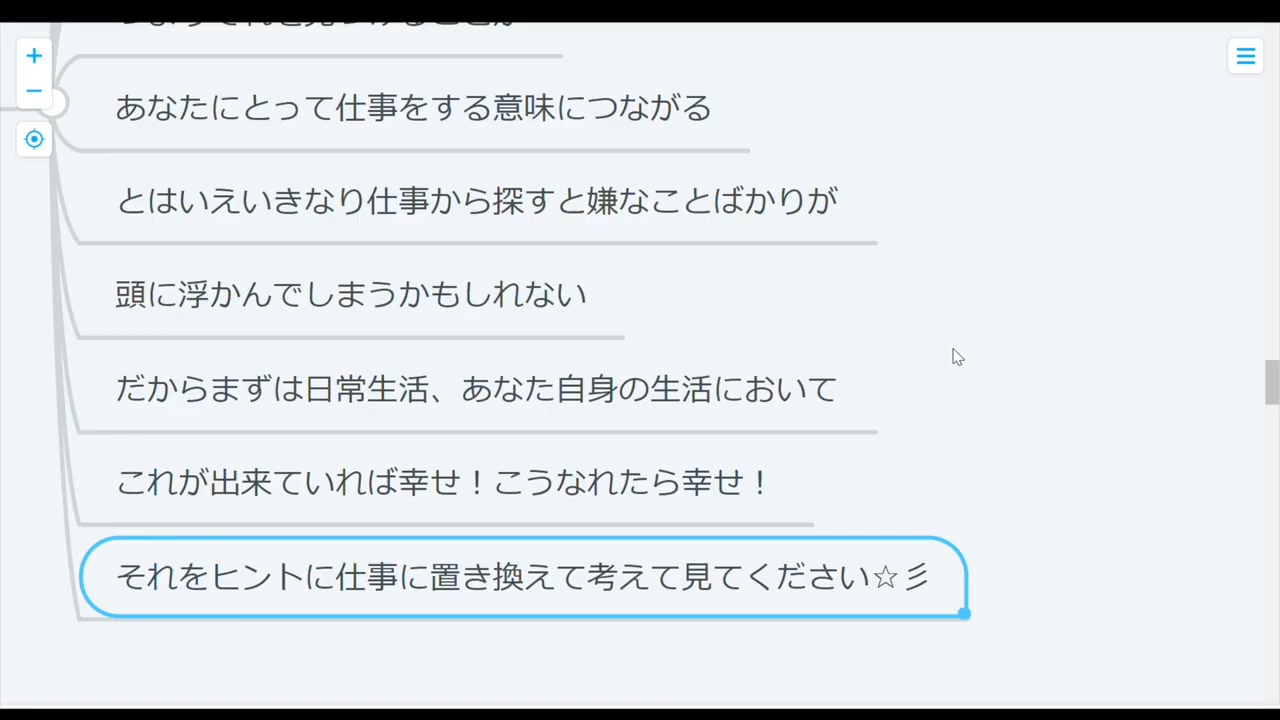 あなたにとって仕事をする意味につながる
とはいえいきなり仕事から探すと嫌なことばかりが
頭に浮かんでしまうかもしれない
だからまずは日常生活、あなた自身の生活において
これが出来ていれば幸せ！こうなれたら幸せ！
それをヒントに仕事に置き換えて考えて見てください☆彡